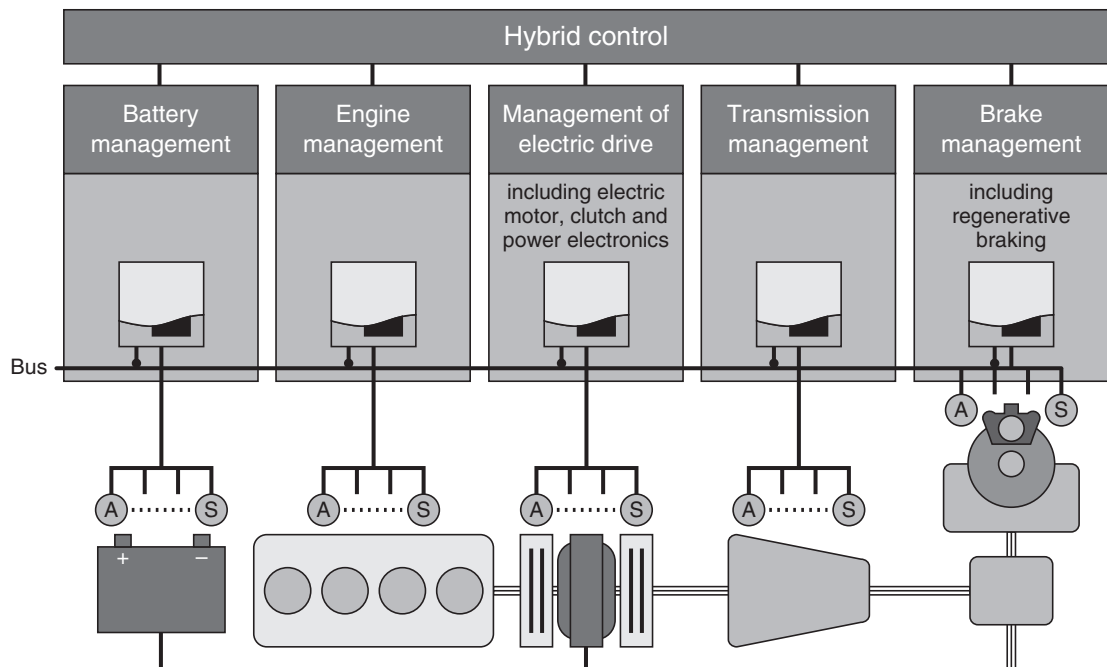 Hybrid control
Battery
management
Engine
management
Management of
electric drive
including electric
motor, clutch and
power electronics
Transmission
management
Brake
management
including
regenerative
braking
Bus
A
S
A
S
A
S
A
S
A
S
+
−